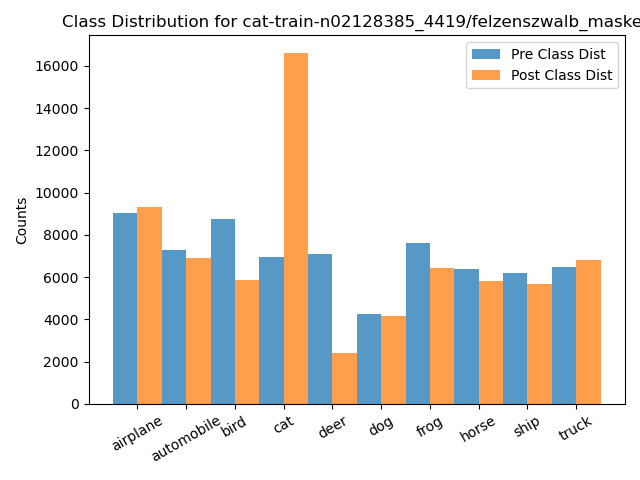 Class Distribution for cat-train-n02128385_4419/felzenszwalb_maske
Pre Class Dist
Post Class Dist
Counts
16000
14000
12000
10000
8000
6000
4000
2000
0
airplane
automobile
bird
cat
deer
dog
frog
horse
ship
truck